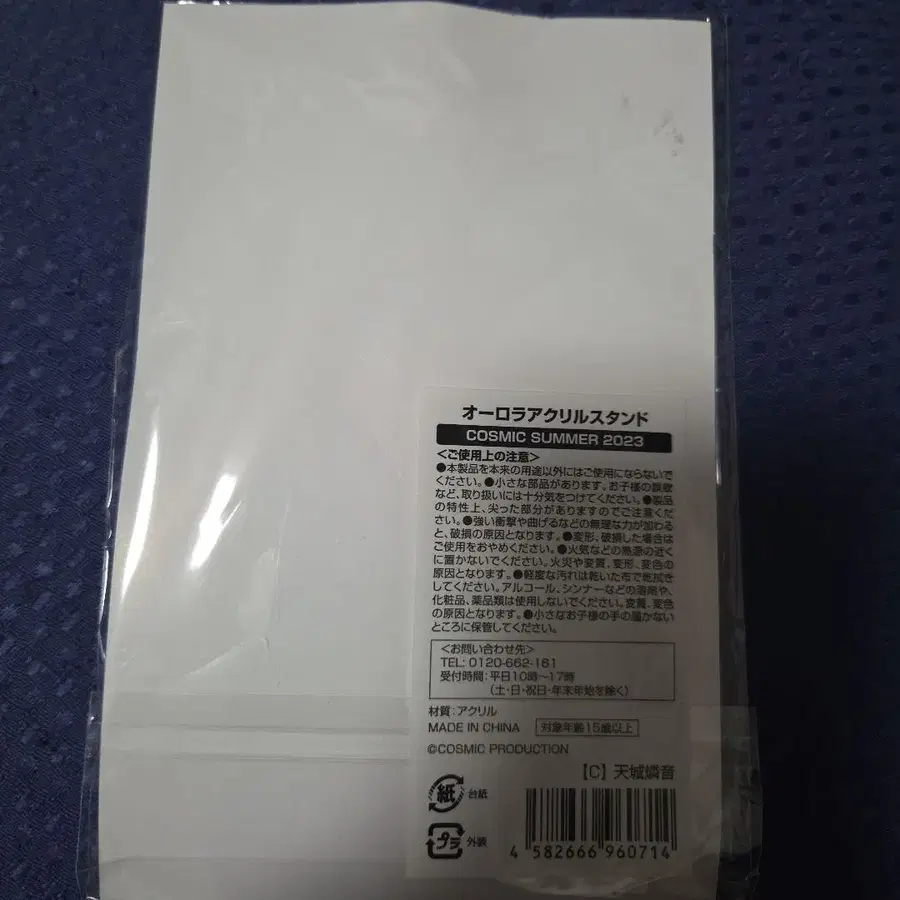 オーロラアクリルスタンド
COSMIC SUMMER 2023
<ご使用上の注意>
●本製品を本来の用途以外にはご使用にならないで
ください。●小さな部品があります。お子様の誤飲
など、取り扱いには十分気をつけてください。●製品
の特性上、尖った部分がありますのでご注意くだ
さい。●強い衝撃や曲げるなどの無理な力が加わる
と、破損の原因となります。●変形、破損した場合は
ご使用をおやめください。●火気などの熱源の近く
に置かないでください。火災や変質、変形、変色の
原因となります。●軽度な汚れは乾いた布で乾拭き
してください。アルコール、シンナーなどの溶剤や、
化粧品、薬品類は使用しないでください。変質、変色
の原因となります。●小さなお子様の手の届かない
ところに保管してください。
<お問い合わせ先>
TEL: 0120-662-161
受付時間:平日10時〜17時
(土・日・祝日・年末年始を除く)
材質:アクリル
MADE IN CHINA 対象年齢15歳以上
©COSMIC PRODUCTION
【C】天城燐音
紙 台紙
プラ 外装
4 582666 960714